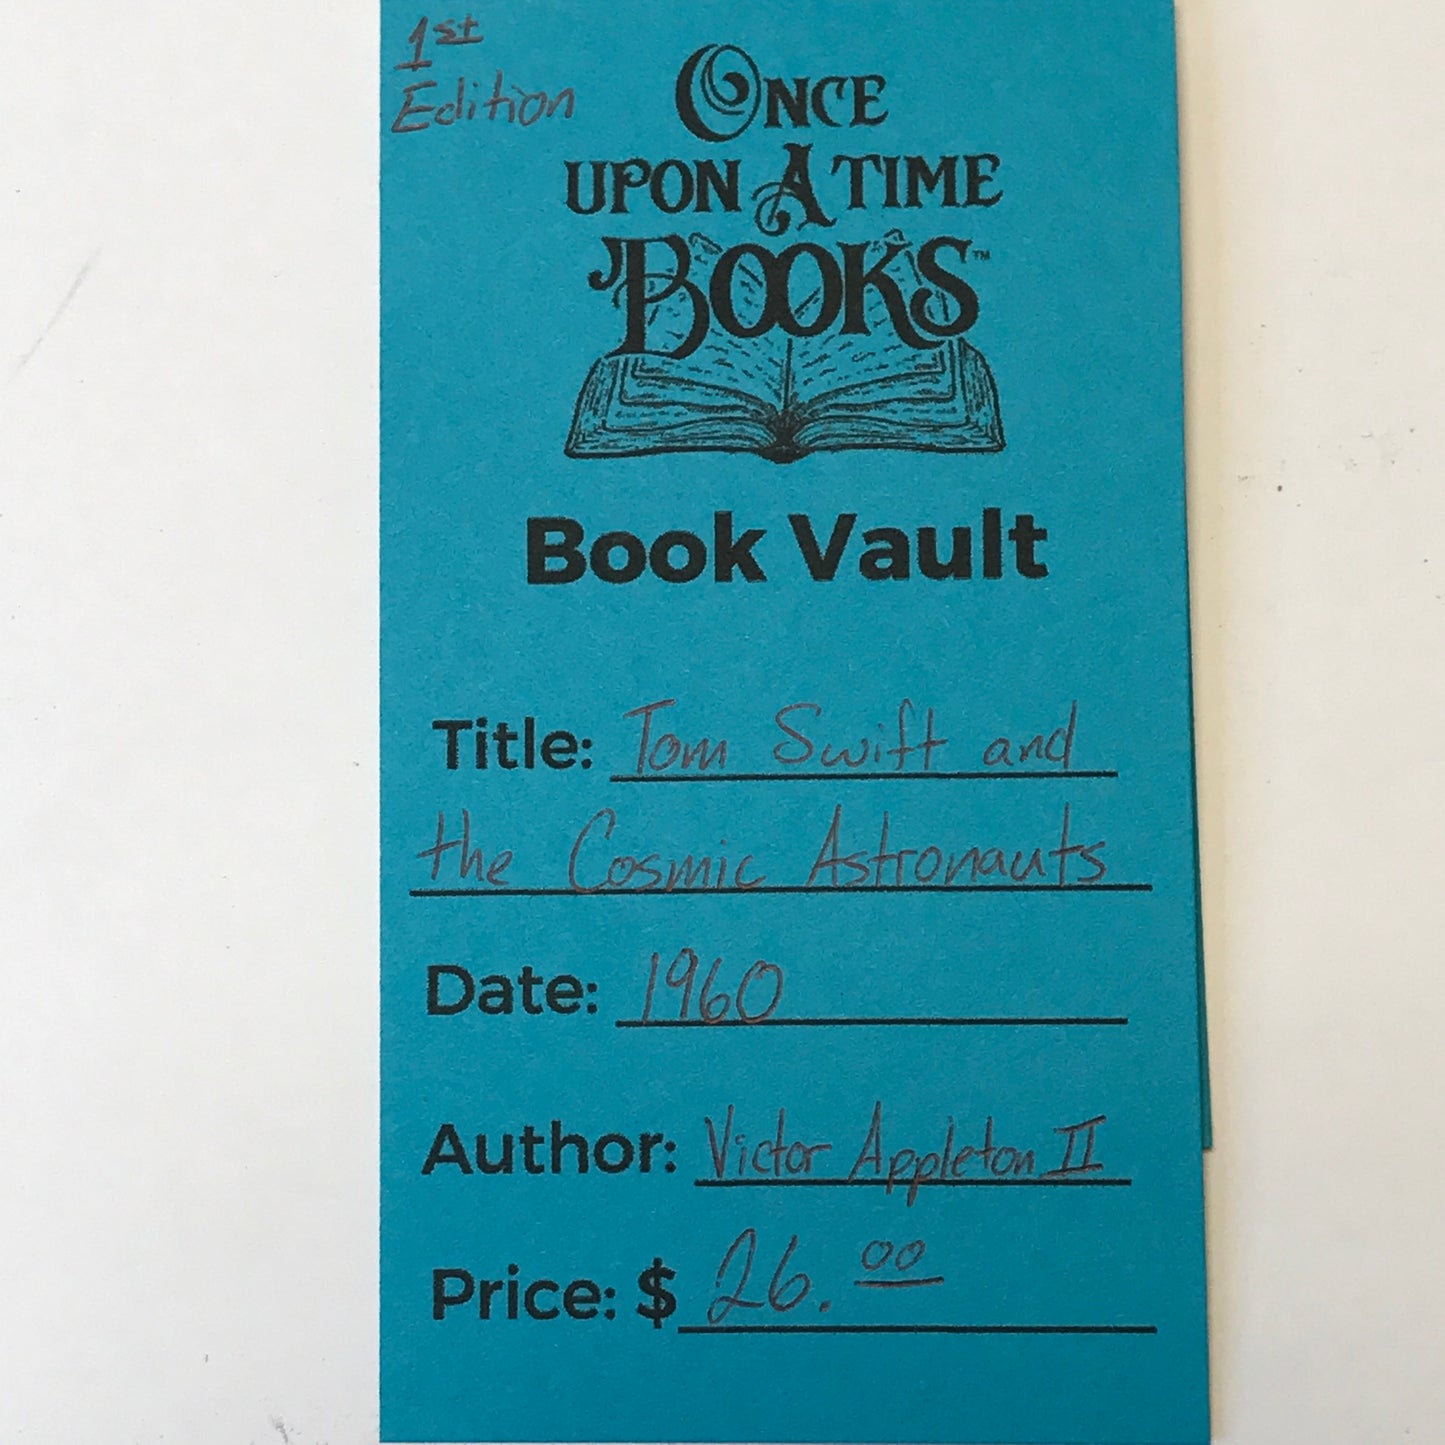 1st
Edition
ONCE
UPON A TIME
BOOKS™
Book Vault
Title: Tom Swift and
the Cosmic Astronauts
Date: 1960
Author: Victor Appleton II
Price: $ 26.00